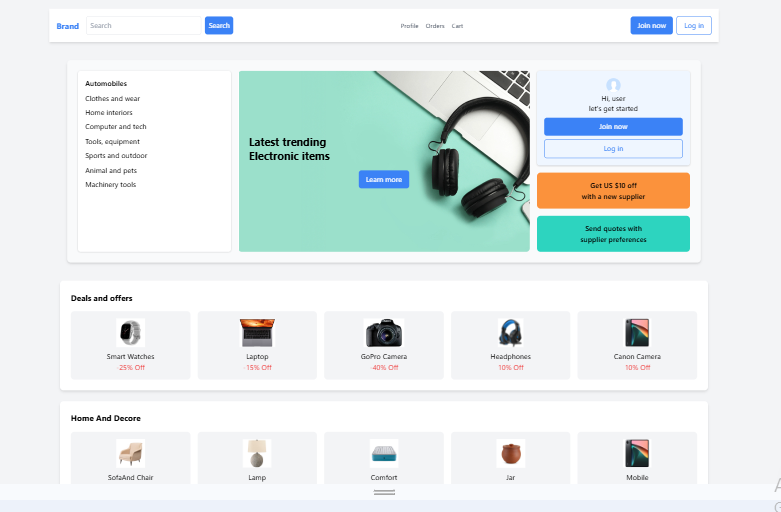 Brand
Search
Search
Profile Orders Cart
Join now
Log in
Automobiles
Clothes and wear
Home interiors
Computer and tech
Tools, equipment
Sports and outdoor
Animal and pets
Machinery tools
Latest trending
Electronic items
Learn more
Hi, user
let's get started
Join now
Log in
Get US $10 off
with a new supplier
Send quotes with
supplier preferences
Deals and offers
Smart Watches
-25% Off
Laptop
-15% Off
GoPro Camera
-40% Off
Headphones
10% Off
Canon Camera
10% Off
Home And Decore
SofaAnd Chair
Lamp
Comfort
Jar
Mobile